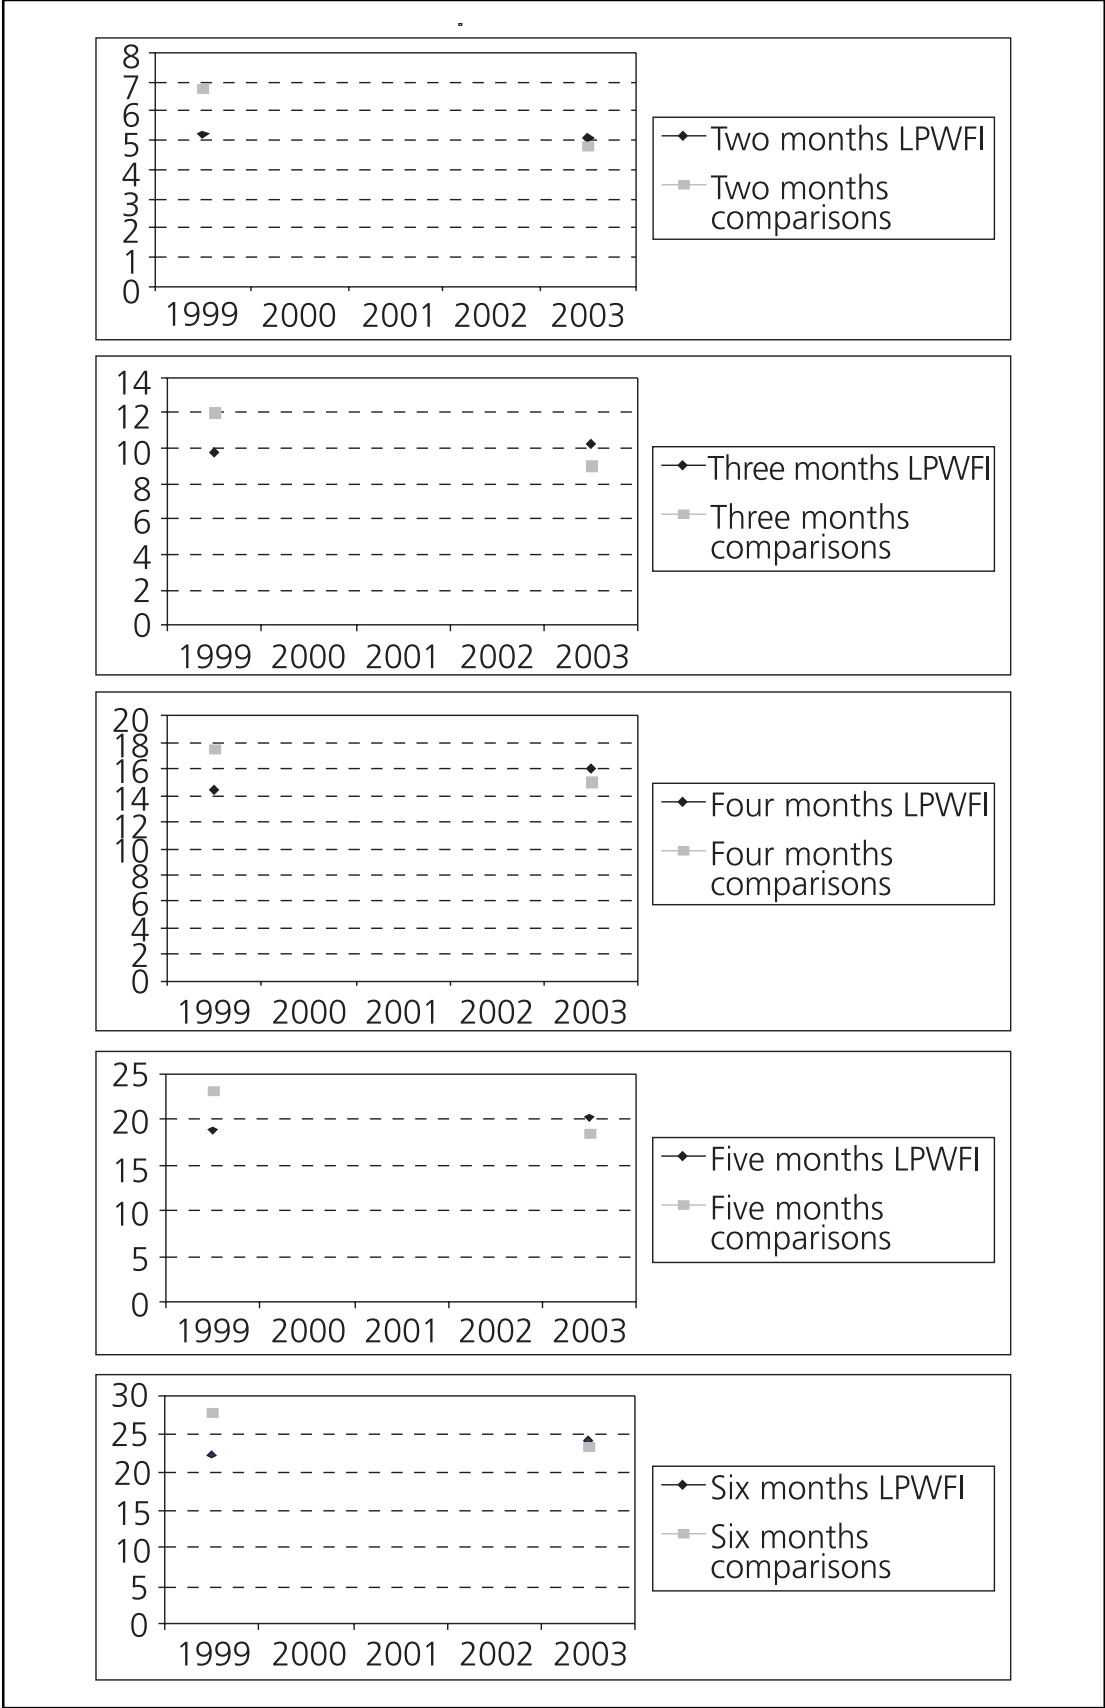 8
7
6
5
4
3
2
1
0
1999 2000 2001 2002 2003
Two months LPWFI
Two months
comparisons
14
12
10
8
6
4
2
0
1999 2000 2001 2002 2003
Three months LPWFI
Three months
comparisons
20
18
16
14
12
10
8
6
4
2
0
1999 2000 2001 2002 2003
Four months LPWFI
Four months
comparisons
25
20
15
10
5
0
1999 2000 2001 2002 2003
Five months LPWFI
Five months
comparisons
30
25
20
15
10
5
0
1999 2000 2001 2002 2003
Six months LPWFI
Six months
comparisons